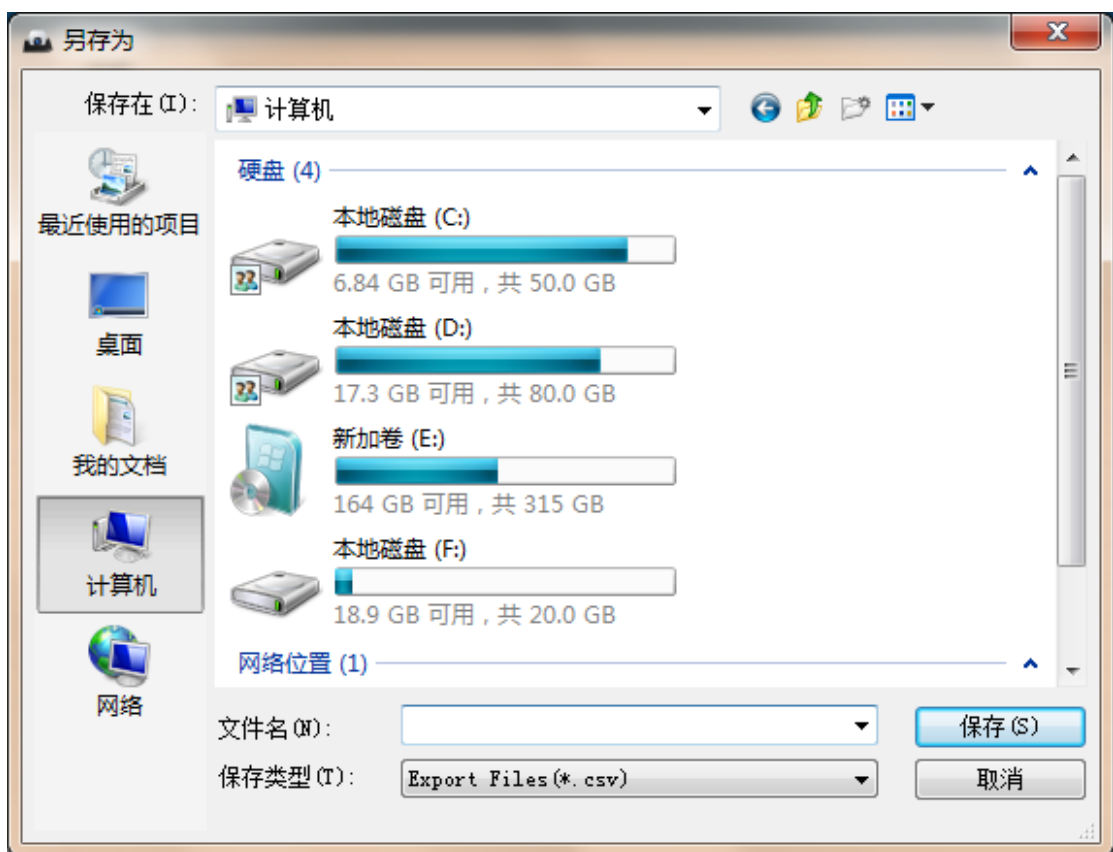 另存为
保存在(I):
计算机
最近使用的项目
桌面
我的文档
计算机
网络
硬盘 (4)
本地磁盘 (C:)
6.84 GB 可用，共 50.0 GB
本地磁盘 (D:)
17.3 GB 可用，共 80.0 GB
新加卷 (E:)
164 GB 可用，共 315 GB
本地磁盘 (F:)
18.9 GB 可用，共 20.0 GB
网络位置 (1)
文件名(N):
保存(S)
保存类型(T):
Export Files(*.csv)
取消